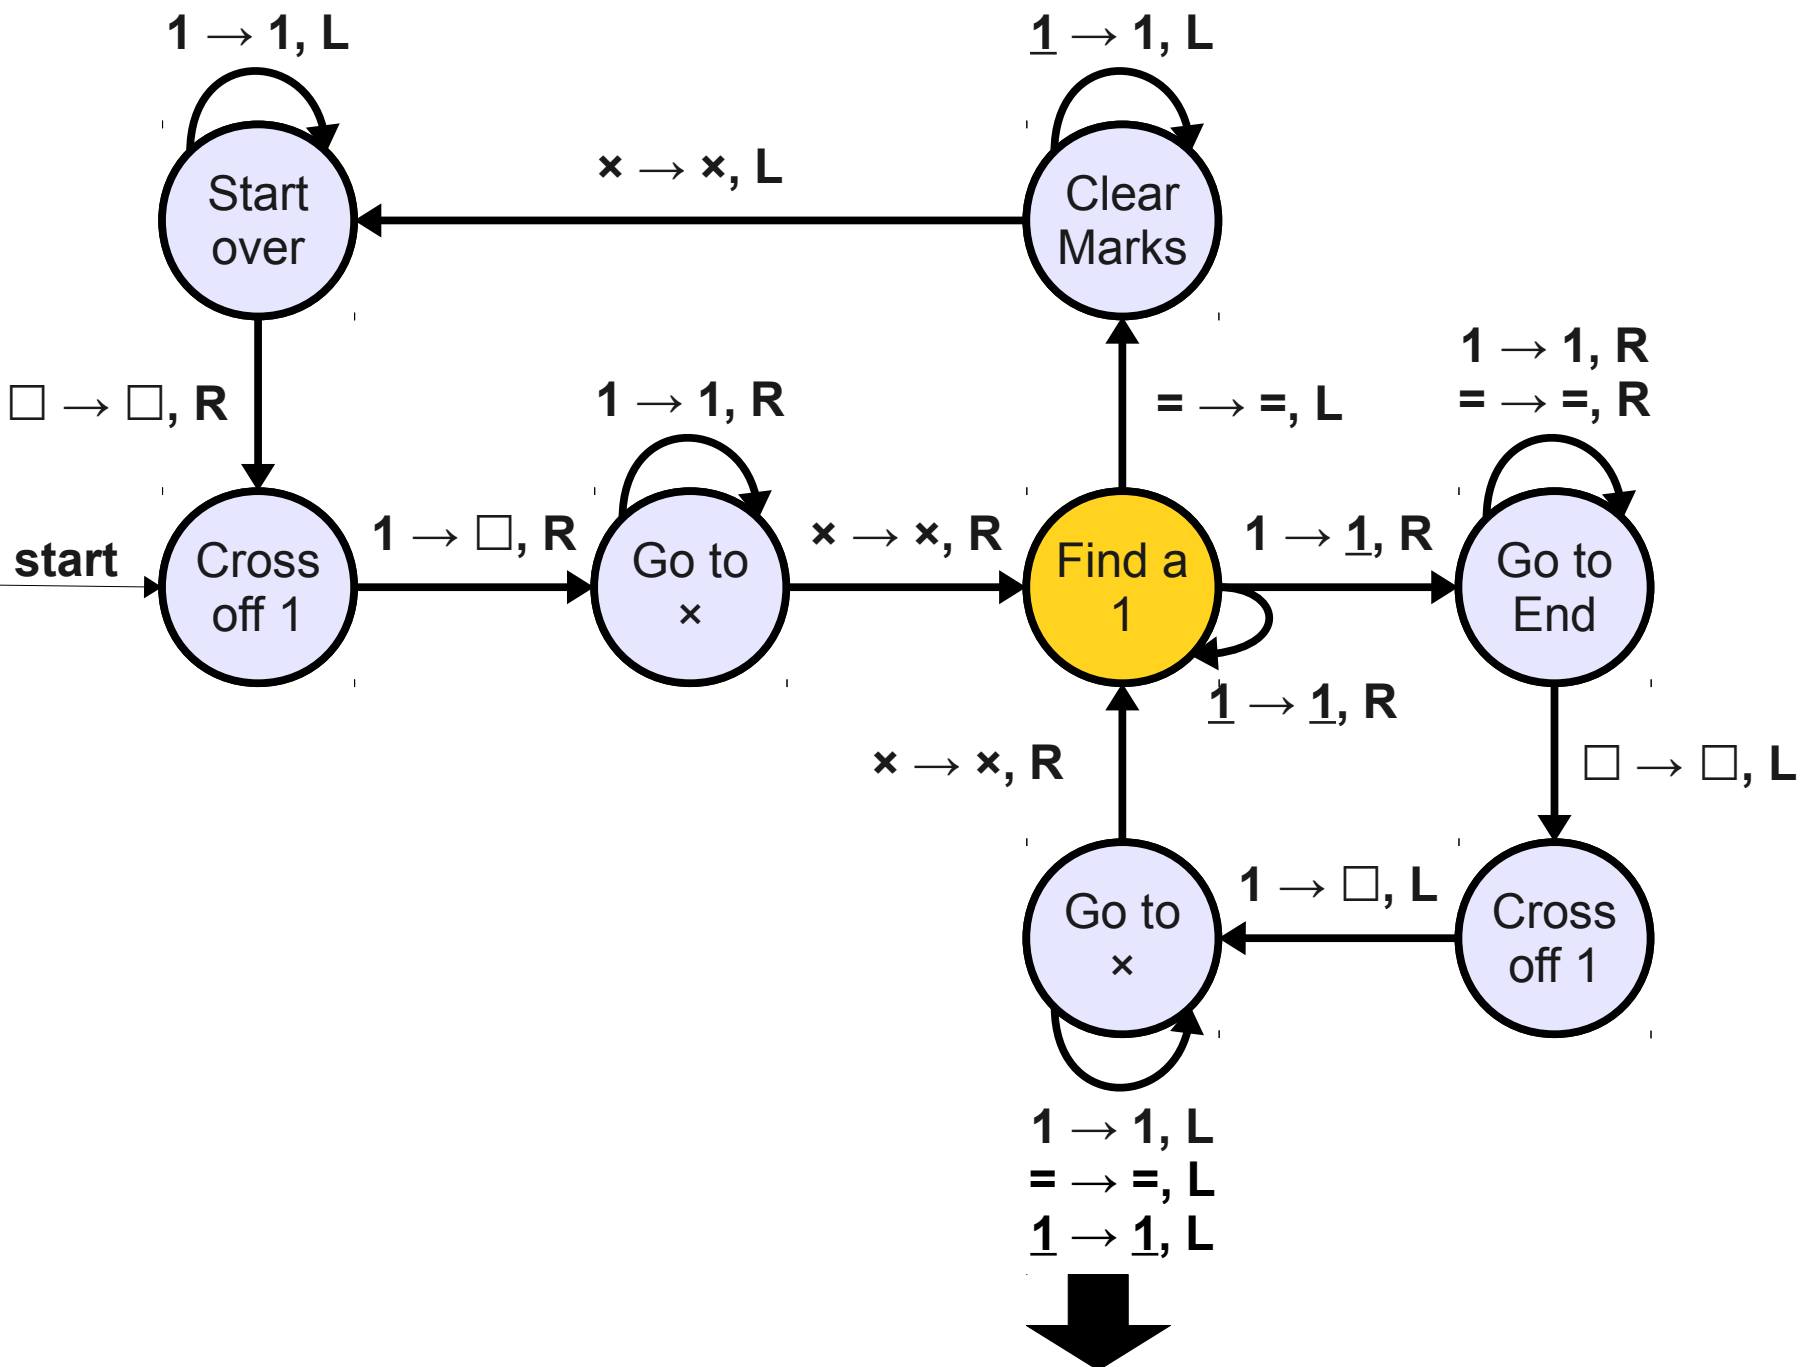 1 → 1, L
1 → 1, L
Start
over
× → ×, L
Clear
Marks
□ → □, R
1 → 1, R
= → =, L
1 → 1, R
= → =, R
start
Cross
off 1
1 → □, R
Go to
×
× → ×, R
Find a
1
1 → 1, R
Go to
End
1 → 1, R
× → ×, R
□ → □, L
Go to
×
1 → □, L
Cross
off 1
1 → 1, L
= → =, L
1 → 1, L